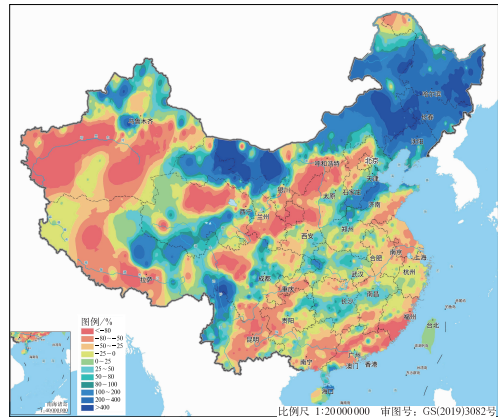 乌鲁木齐
哈尔滨
长春
沈阳
呼和浩特
北京
天津
银川
太原
石家庄
济南
西宁
兰州
郑州
西安
南京
合肥
上海
拉萨
成都
武汉
杭州
重庆
南昌
长沙
贵阳
福州
昆明
台北
广州
南宁
香港
澳门
海口
图例/%
<-80
-80~-50
-50~-25
-25~0
0~25
25~50
50~80
80~100
100~200
200~400
>400
南海诸岛
1:40000000
比例尺 1:20000000 审图号：GS(2019)3083号